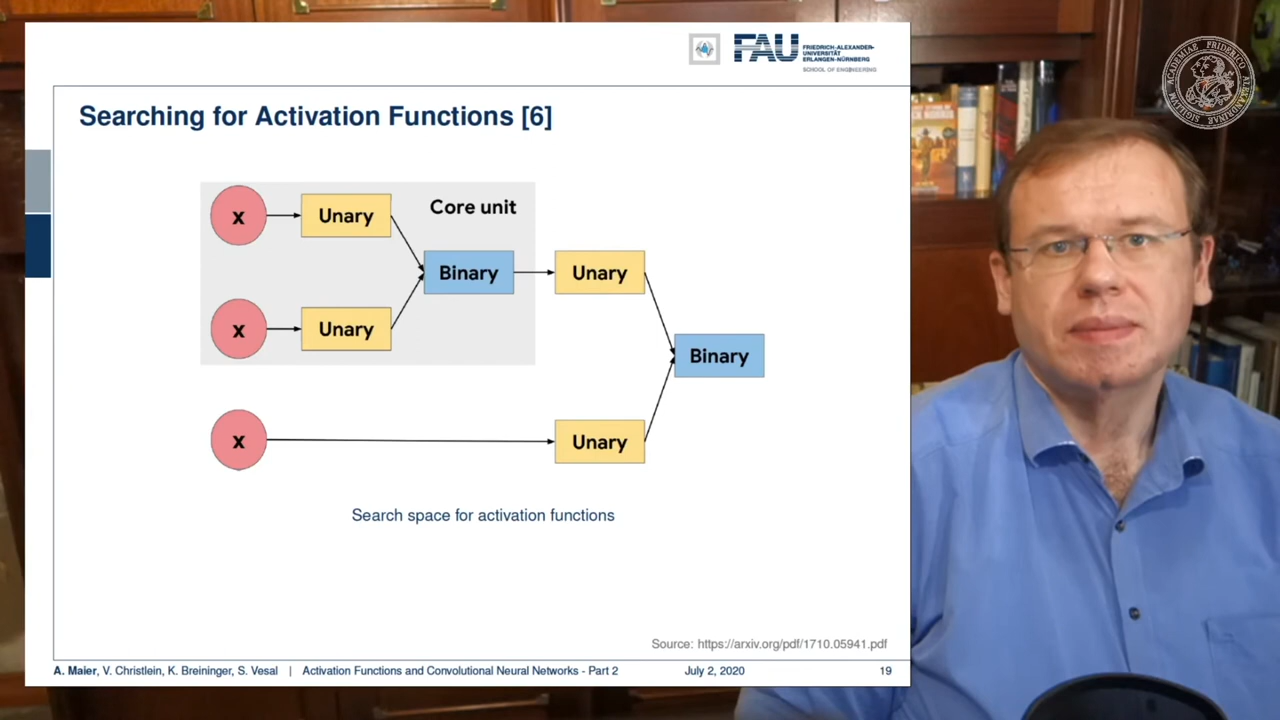 FAU
FRIEDRICH-ALEXANDER-
UNIVERSITÄT
ERLANGEN-NÜRNBERG
SCHOOL OF ENGINEERING
Searching for Activation Functions [6]
Core unit
x
Unary
Binary
Unary
x
Unary
Binary
x
Unary
Search space for activation functions
Source: https://arxiv.org/pdf/1710.05941.pdf
A. Maier, V. Christlein, K. Breininger, S. Vesal | Activation Functions and Convolutional Neural Networks - Part 2 July 2, 2020 19